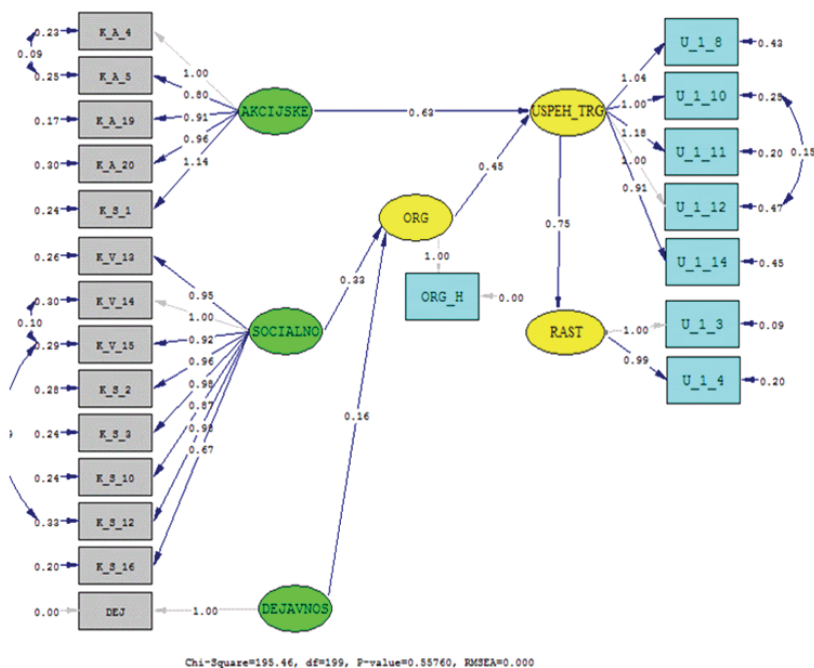 0.23 K_A_4
0.09
0.25 K_A_5
0.17 K_A_19
0.30 K_A_20
0.24 K_S_1
0.26 K_V_13
0.30 K_V_14
0.10
0.29 K_V_15
0.28 K_S_2
0.24 K_S_3
0.24 K_S_10
0.33 K_S_12
0.20 K_S_16
0.00 DEJ
1.00
0.80
0.91
0.96
1.14
AKCIJSKE
0.95
1.00
0.92
0.96
0.98
0.87
0.98
0.67
SOCIALNO
1.00
DEJAVNOS
0.63
0.33
0.16
ORG
0.45
1.00
ORG_H 0.00
USPEH_TRG
0.75
RAST
1.04
1.00
1.18
1.00
0.91
1.00
0.99
U_1_8 0.43
U_1_10 0.25
0.15
U_1_11 0.20
U_1_12 0.47
U_1_14 0.45
U_1_3 0.09
U_1_4 0.20
Chi-Square=195.46, df=199, P-value=0.55760, RMSEA=0.000